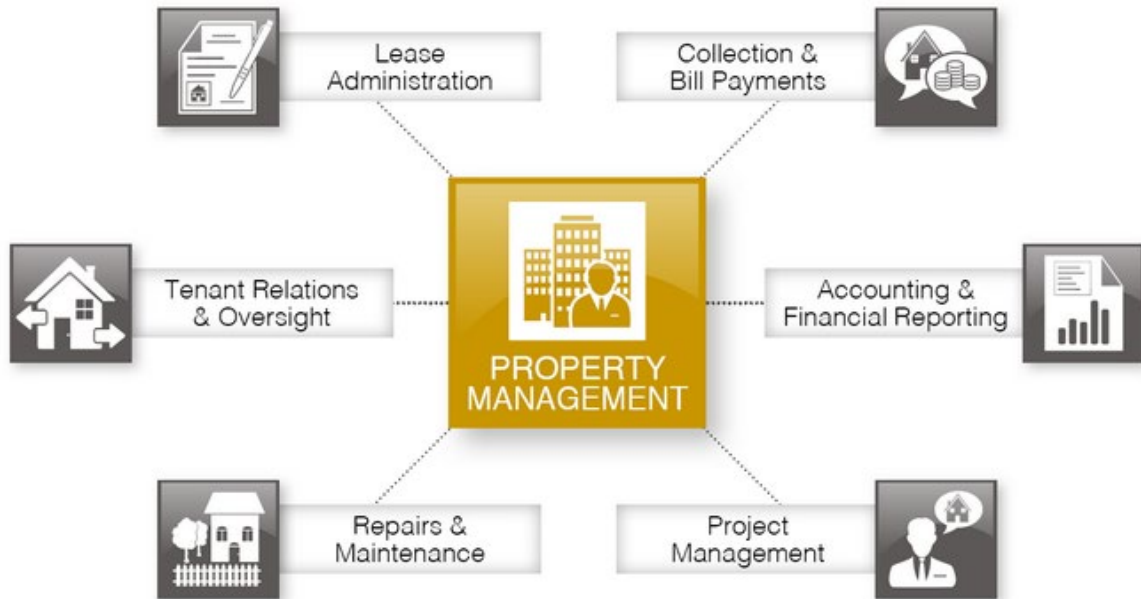 Lease
Administration
Collection &
Bill Payments
Tenant Relations
& Oversight
PROPERTY
MANAGEMENT
Accounting &
Financial Reporting
Repairs &
Maintenance
Project
Management